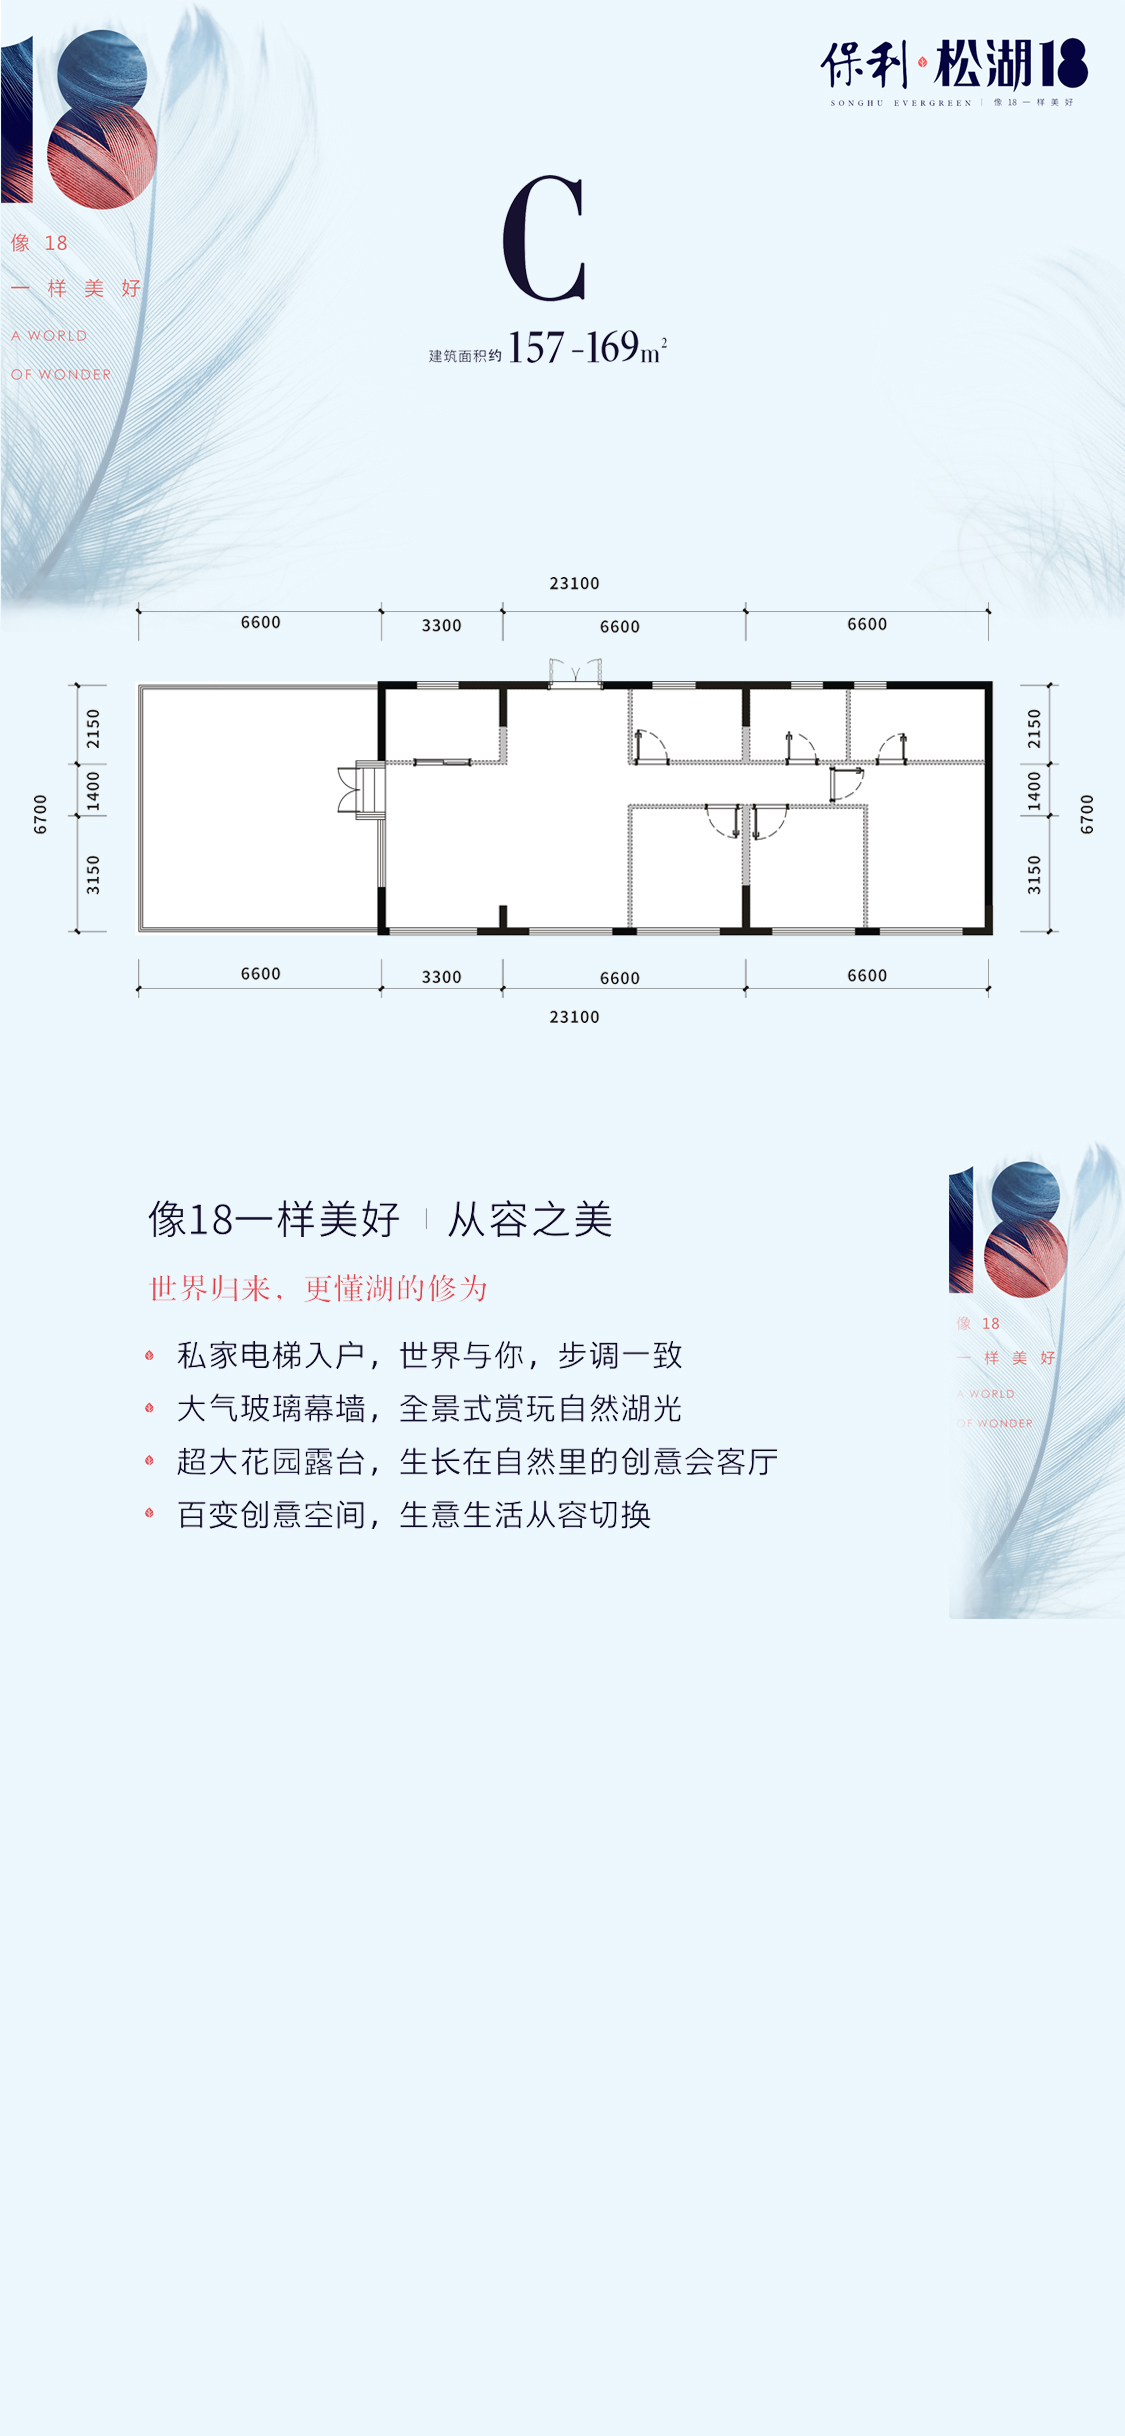 18
保利·松湖18
SONGHU EVERGREEN | 像18一样美好
像 18
一样美好
A WORLD
OF WONDER
C
建筑面积约157-169m²
23100
6600 3300 6600 6600
2150
1400
3150
6700
2150
1400
3150
6700
6600 3300 6600 6600
23100
像18一样美好 | 从容之美
世界归来，更懂湖的修为
私家电梯入户，世界与你，步调一致
大气玻璃幕墙，全景式赏玩自然湖光
超大花园露台，生长在自然里的创意会客厅
百变创意空间，生意生活从容切换
18
像 18
一样美好
A WORLD
OF WONDER